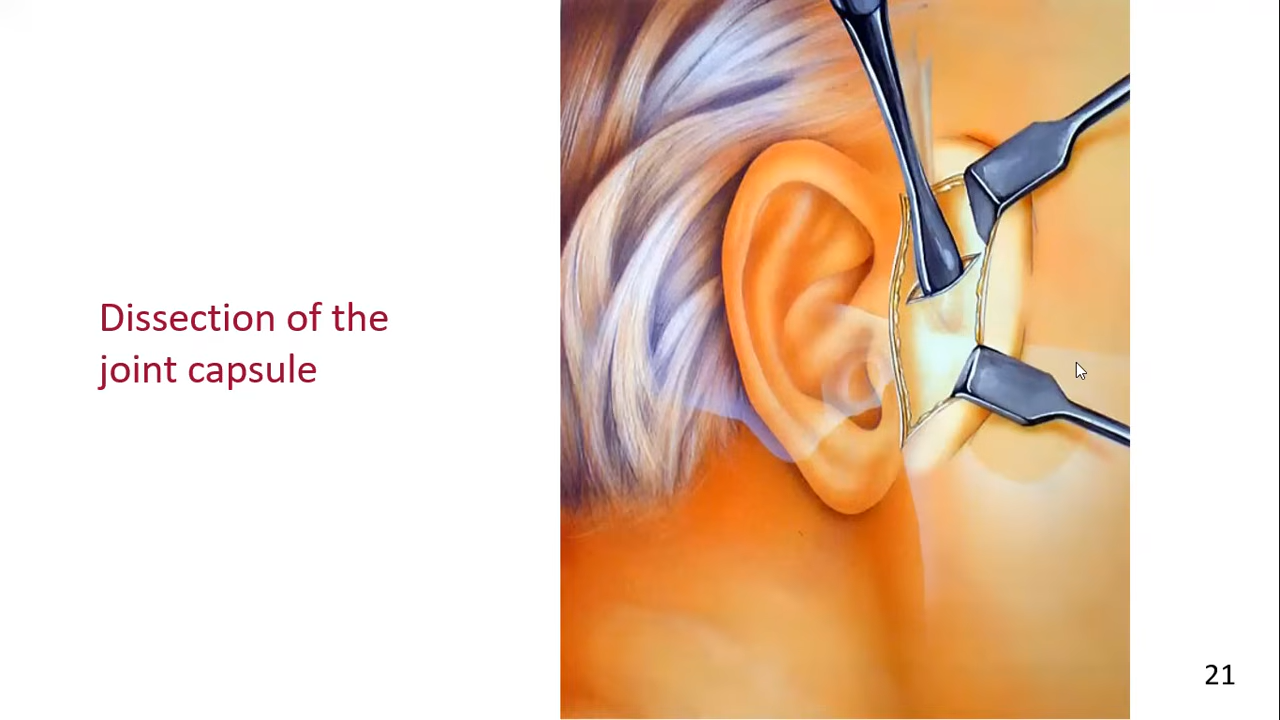 Dissection of the
joint capsule
21